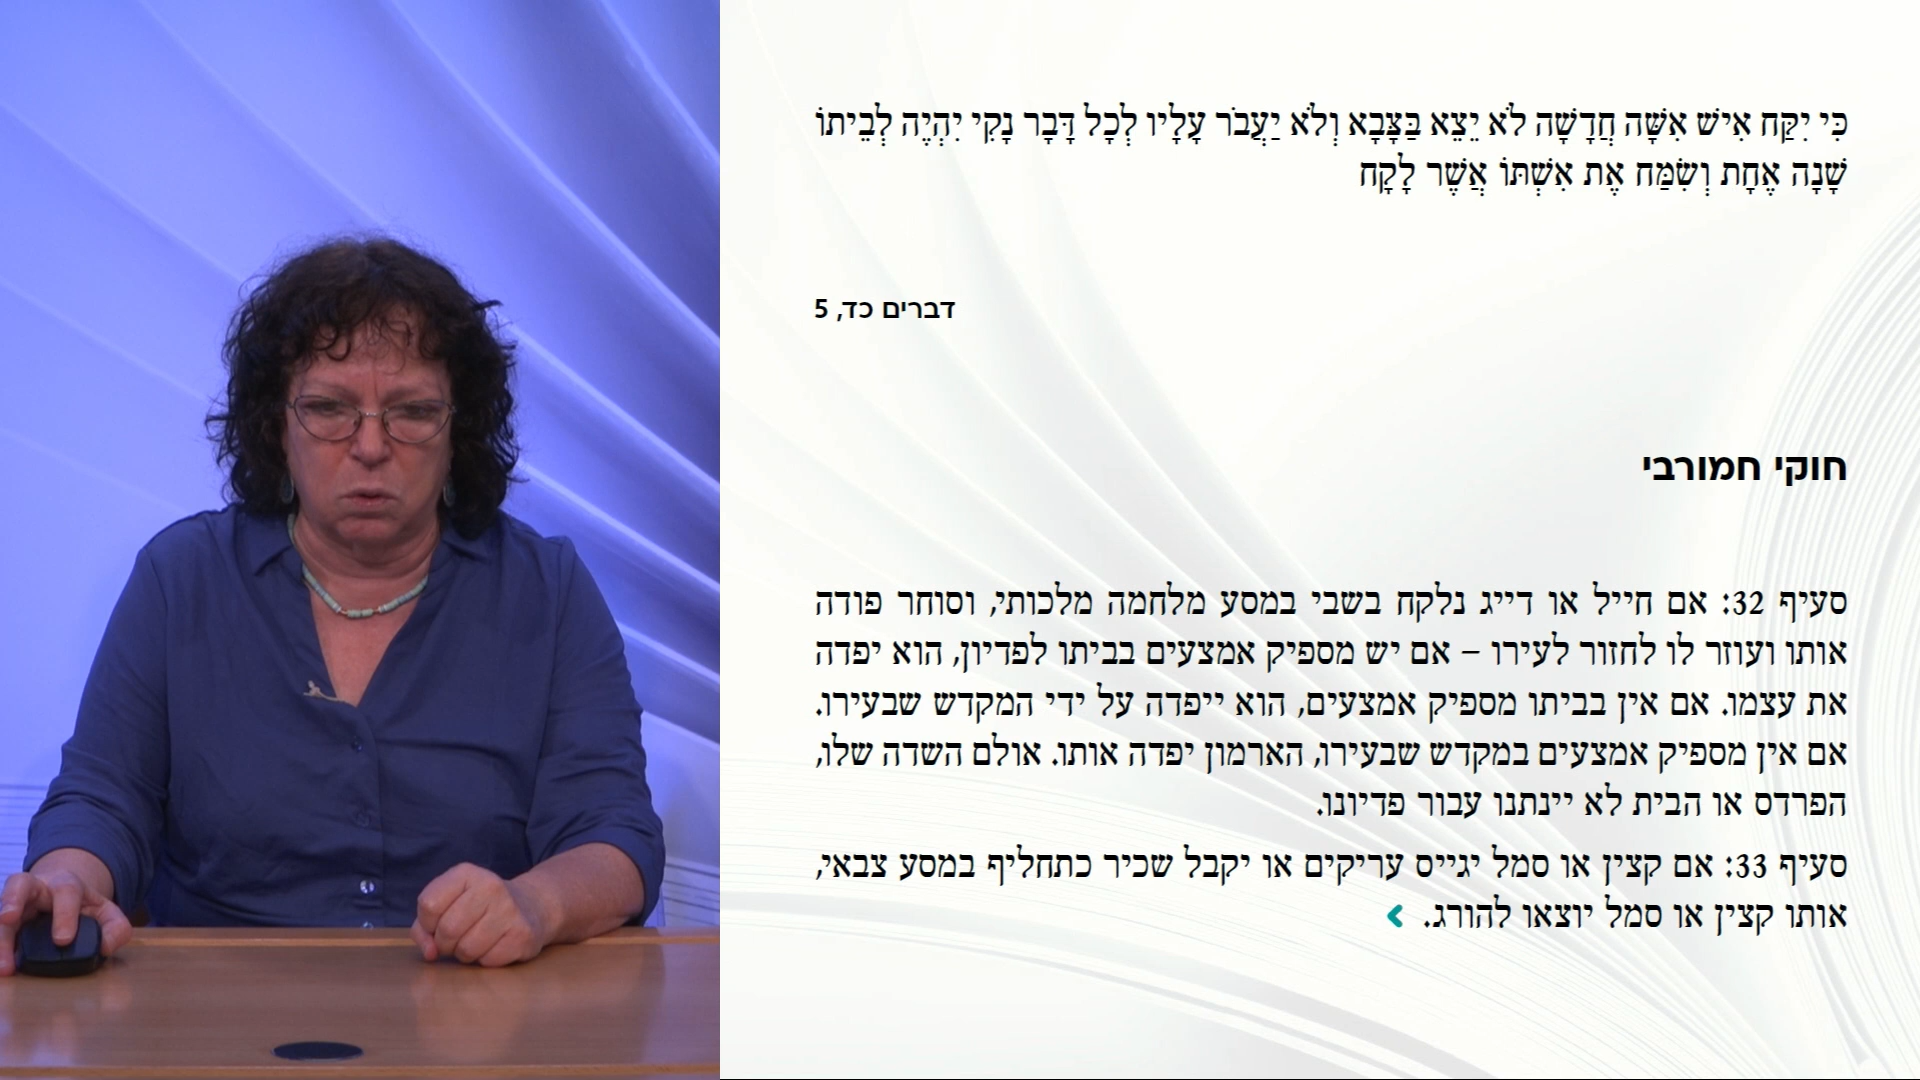 כִּי יִקַּח אִישׁ אִשָּׁה חֲדָשָׁה לֹא יֵצֵא בַּצָּבָא וְלֹא יַעֲבֹר עָלָיו לְכָל דָּבָר נָקִי יִהְיֶה לְבֵיתוֹ
שָׁנָה אֶחָת וְשִׂמַּח אֶת אִשְׁתּוֹ אֲשֶׁר לָקָח
דברים כד, 5
חוקי חמורבי
סעיף 32: אם חייל או דייג נלקח בשבי במסע מלחמה מלכותי, וסוחר פודה
אותו ועוזר לו לחזור לעירו – אם יש מספיק אמצעים בביתו לפדיון, הוא יפדה
את עצמו. אם אין בביתו מספיק אמצעים, הוא ייפדה על ידי המקדש שבעירו.
אם אין מספיק אמצעים במקדש שבעירו, הארמון יפדה אותו. אולם השדה שלו,
הפרדס או הבית לא יינתנו עבור פדיונו.
סעיף 33: אם קצין או סמל יגייס עריקים או יקבל שכיר כתחליף במסע צבאי,
אותו קצין או סמל יוצאו להורג.